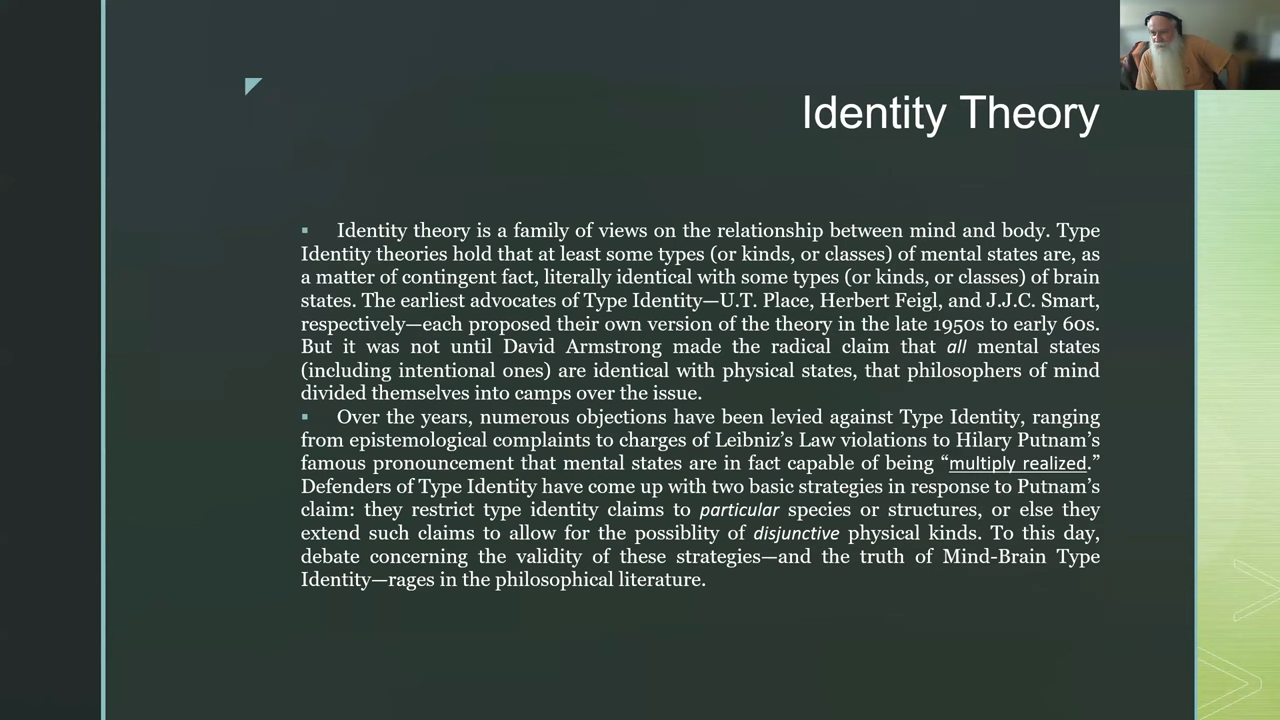 Identity Theory
▪ Identity theory is a family of views on the relationship between mind and body. Type
Identity theories hold that at least some types (or kinds, or classes) of mental states are, as
a matter of contingent fact, literally identical with some types (or kinds, or classes) of brain
states. The earliest advocates of Type Identity—U.T. Place, Herbert Feigl, and J.J.C. Smart,
respectively—each proposed their own version of the theory in the late 1950s to early 60s.
But it was not until David Armstrong made the radical claim that all mental states
(including intentional ones) are identical with physical states, that philosophers of mind
divided themselves into camps over the issue.
▪ Over the years, numerous objections have been levied against Type Identity, ranging
from epistemological complaints to charges of Leibniz’s Law violations to Hilary Putnam’s
famous pronouncement that mental states are in fact capable of being “multiply realized.”
Defenders of Type Identity have come up with two basic strategies in response to Putnam’s
claim: they restrict type identity claims to particular species or structures, or else they
extend such claims to allow for the possiblity of disjunctive physical kinds. To this day,
debate concerning the validity of these strategies—and the truth of Mind-Brain Type
Identity—rages in the philosophical literature.